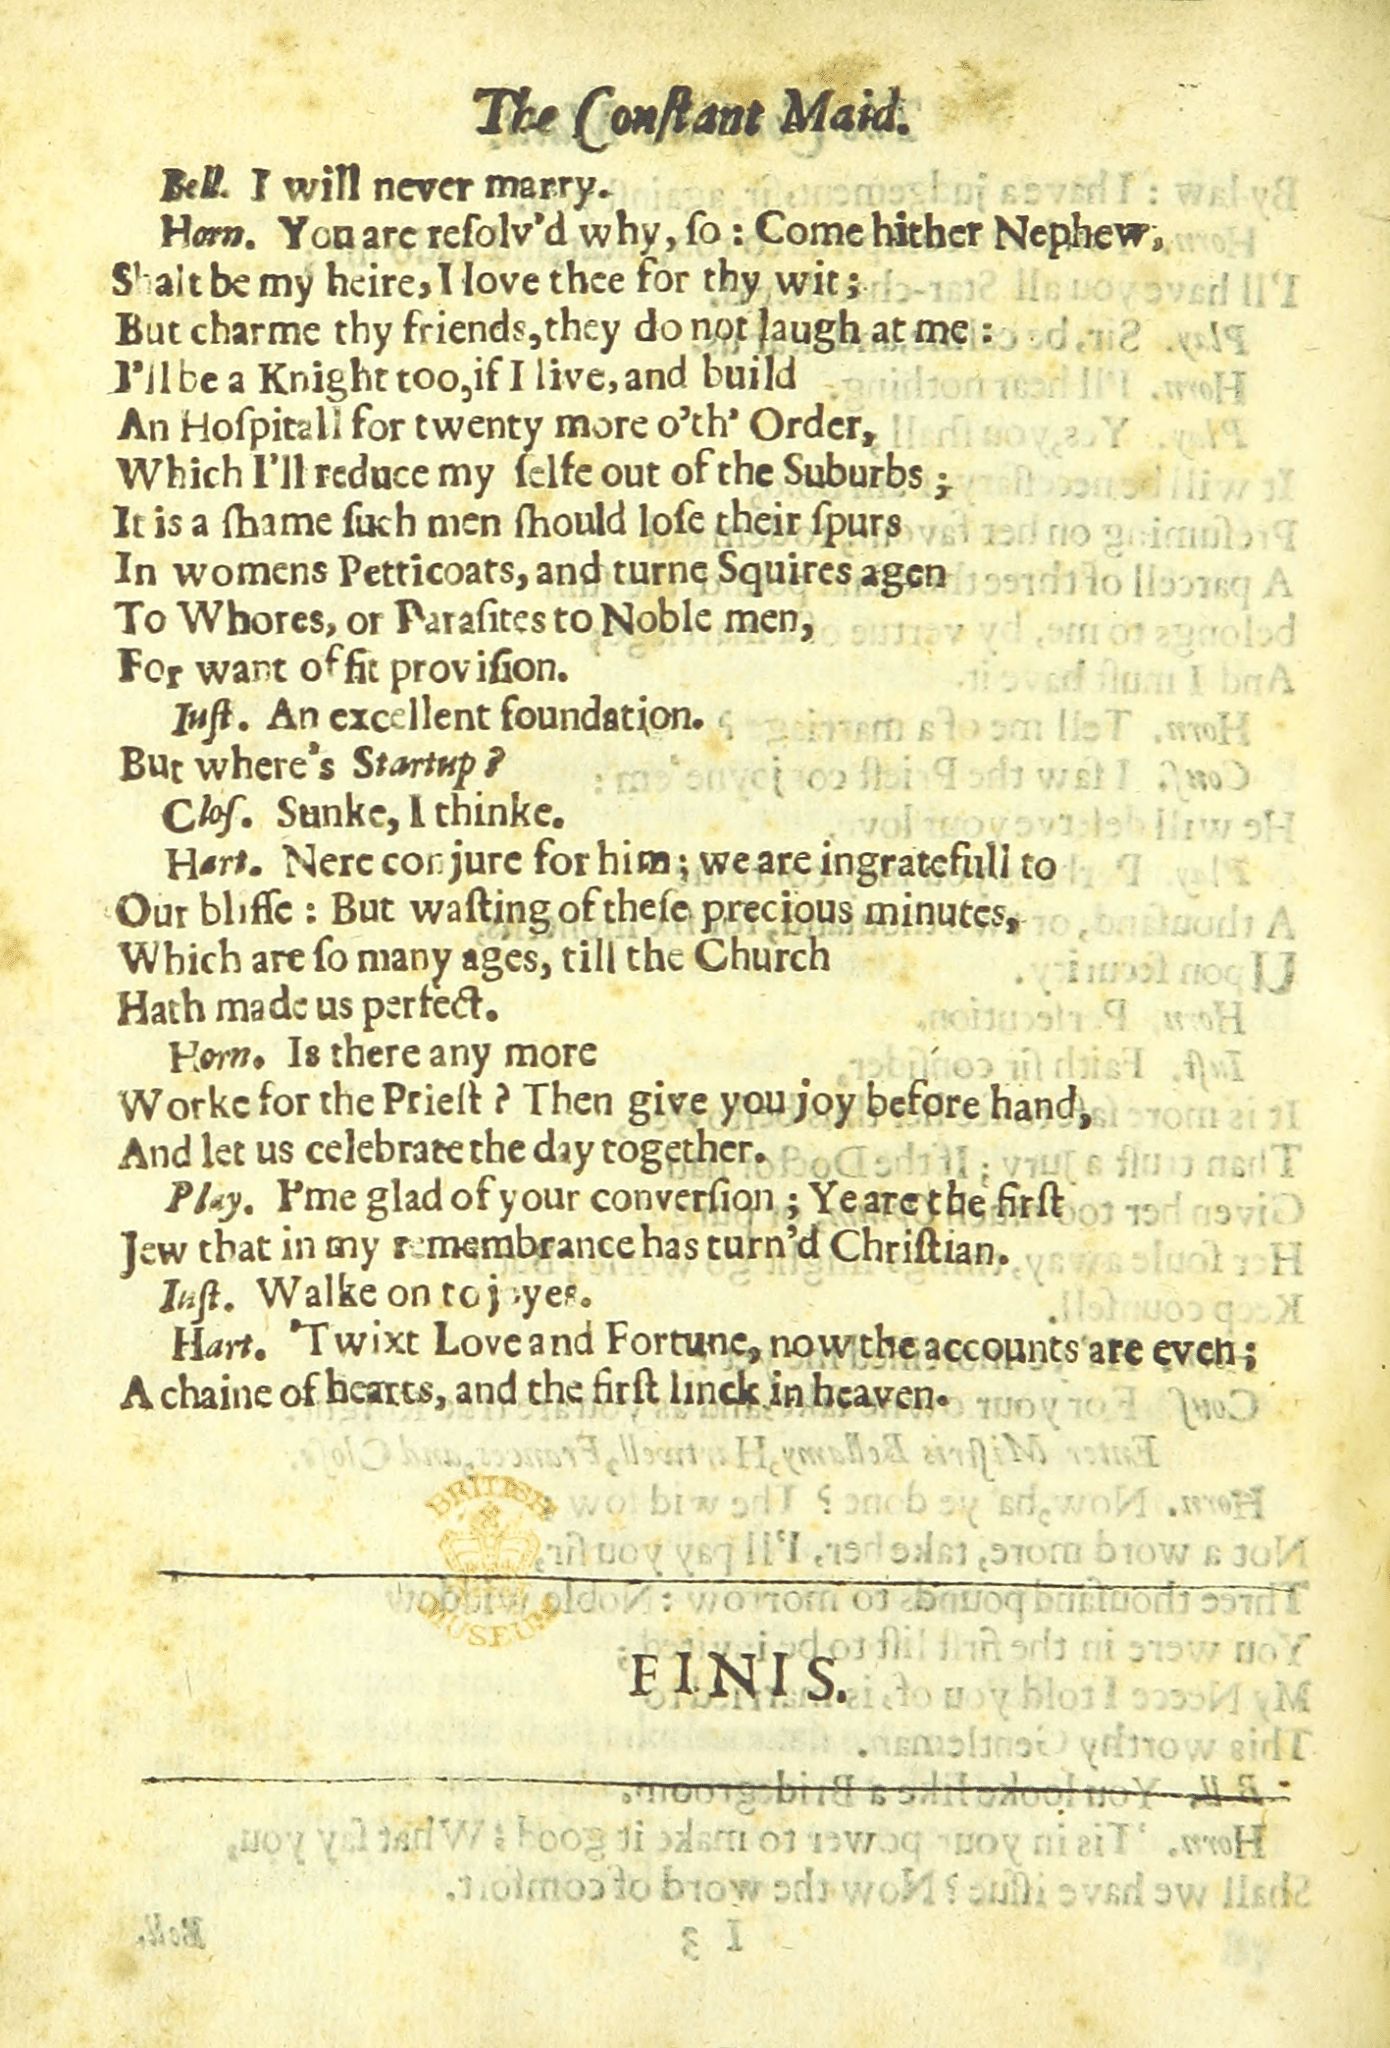 The Conſtant Maid.
Bell. I will never marry.
Horn. You are reſolv'd why, ſo: Come hither Nephew,
Shalt be my heire, I love thee for thy wit;
But charme thy friends, they do not laugh at me:
I'll be a Knight too, if I live, and build
An Hoſpitall for twenty more o'th' Order,
Which I'll reduce my ſelfe out of the Suburbs;
It is a ſhame ſuch men ſhould loſe their ſpurs
In womens Petticoats, and turne Squires agen
To Whores, or Paraſites to Noble men,
For want of fit proviſion.
Iuſt. An excellent foundation.
But where's Startup?
Cloſ. Sunke, I thinke.
Hart. Nere conjure for him; we are ingratefull to
Our bliſſe: But waſting of theſe precious minutes,
Which are ſo many ages, till the Church
Hath made us perfect.
Horn. Is there any more
Worke for the Prieſt? Then give you joy before hand,
And let us celebrate the day together.
Play. I'me glad of your converſion; Ye are the firſt
Jew that in my remembrance has turn'd Chriſtian.
Iuſt. Walke on to joyes.
Hart. 'Twixt Love and Fortune, now the accounts are even;
A chaine of hearts, and the firſt linck in heaven.
BRITISH
MUSEUM
FINIS.